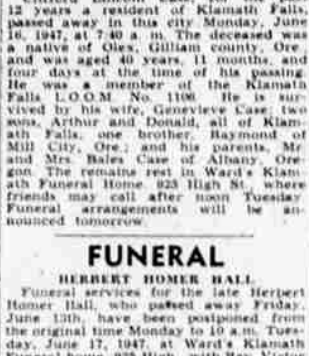 12 years a resident of Klamath Falls,
passed away in this city Monday, June
16, 1947, at 7:40 a. m. The deceased was
a native of Olex, Gilliam county, Ore.
and was aged 40 years, 11 months, and
four days at the time of his passing.
He was a member of the Klamath
Falls L.O.O.M. No. 1106. He is sur-
vived by his wife, Genevieve Case; two
sons, Arthur and Donald, all of Klam-
ath Falls, one brother, Raymond of
Mill City, Ore.; and his parents, Mr.
and Mrs. Bales Case of Albany, Ore-
gon. The remains rest in Ward's Klam-
ath Funeral Home, 925 High St., where
friends may call after noon Tuesday.
Funeral arrangements will be an-
nounced tomorrow.
FUNERAL
HERBERT HOMER HALL
Funeral services for the late Herbert
Homer Hall, who passed away Friday,
June 13th, have been postponed from
the original time Monday to 10 a.m. Tues-
day, June 17, 1947, at Ward's Klamath
Funeral home, 925 High, with Rev.